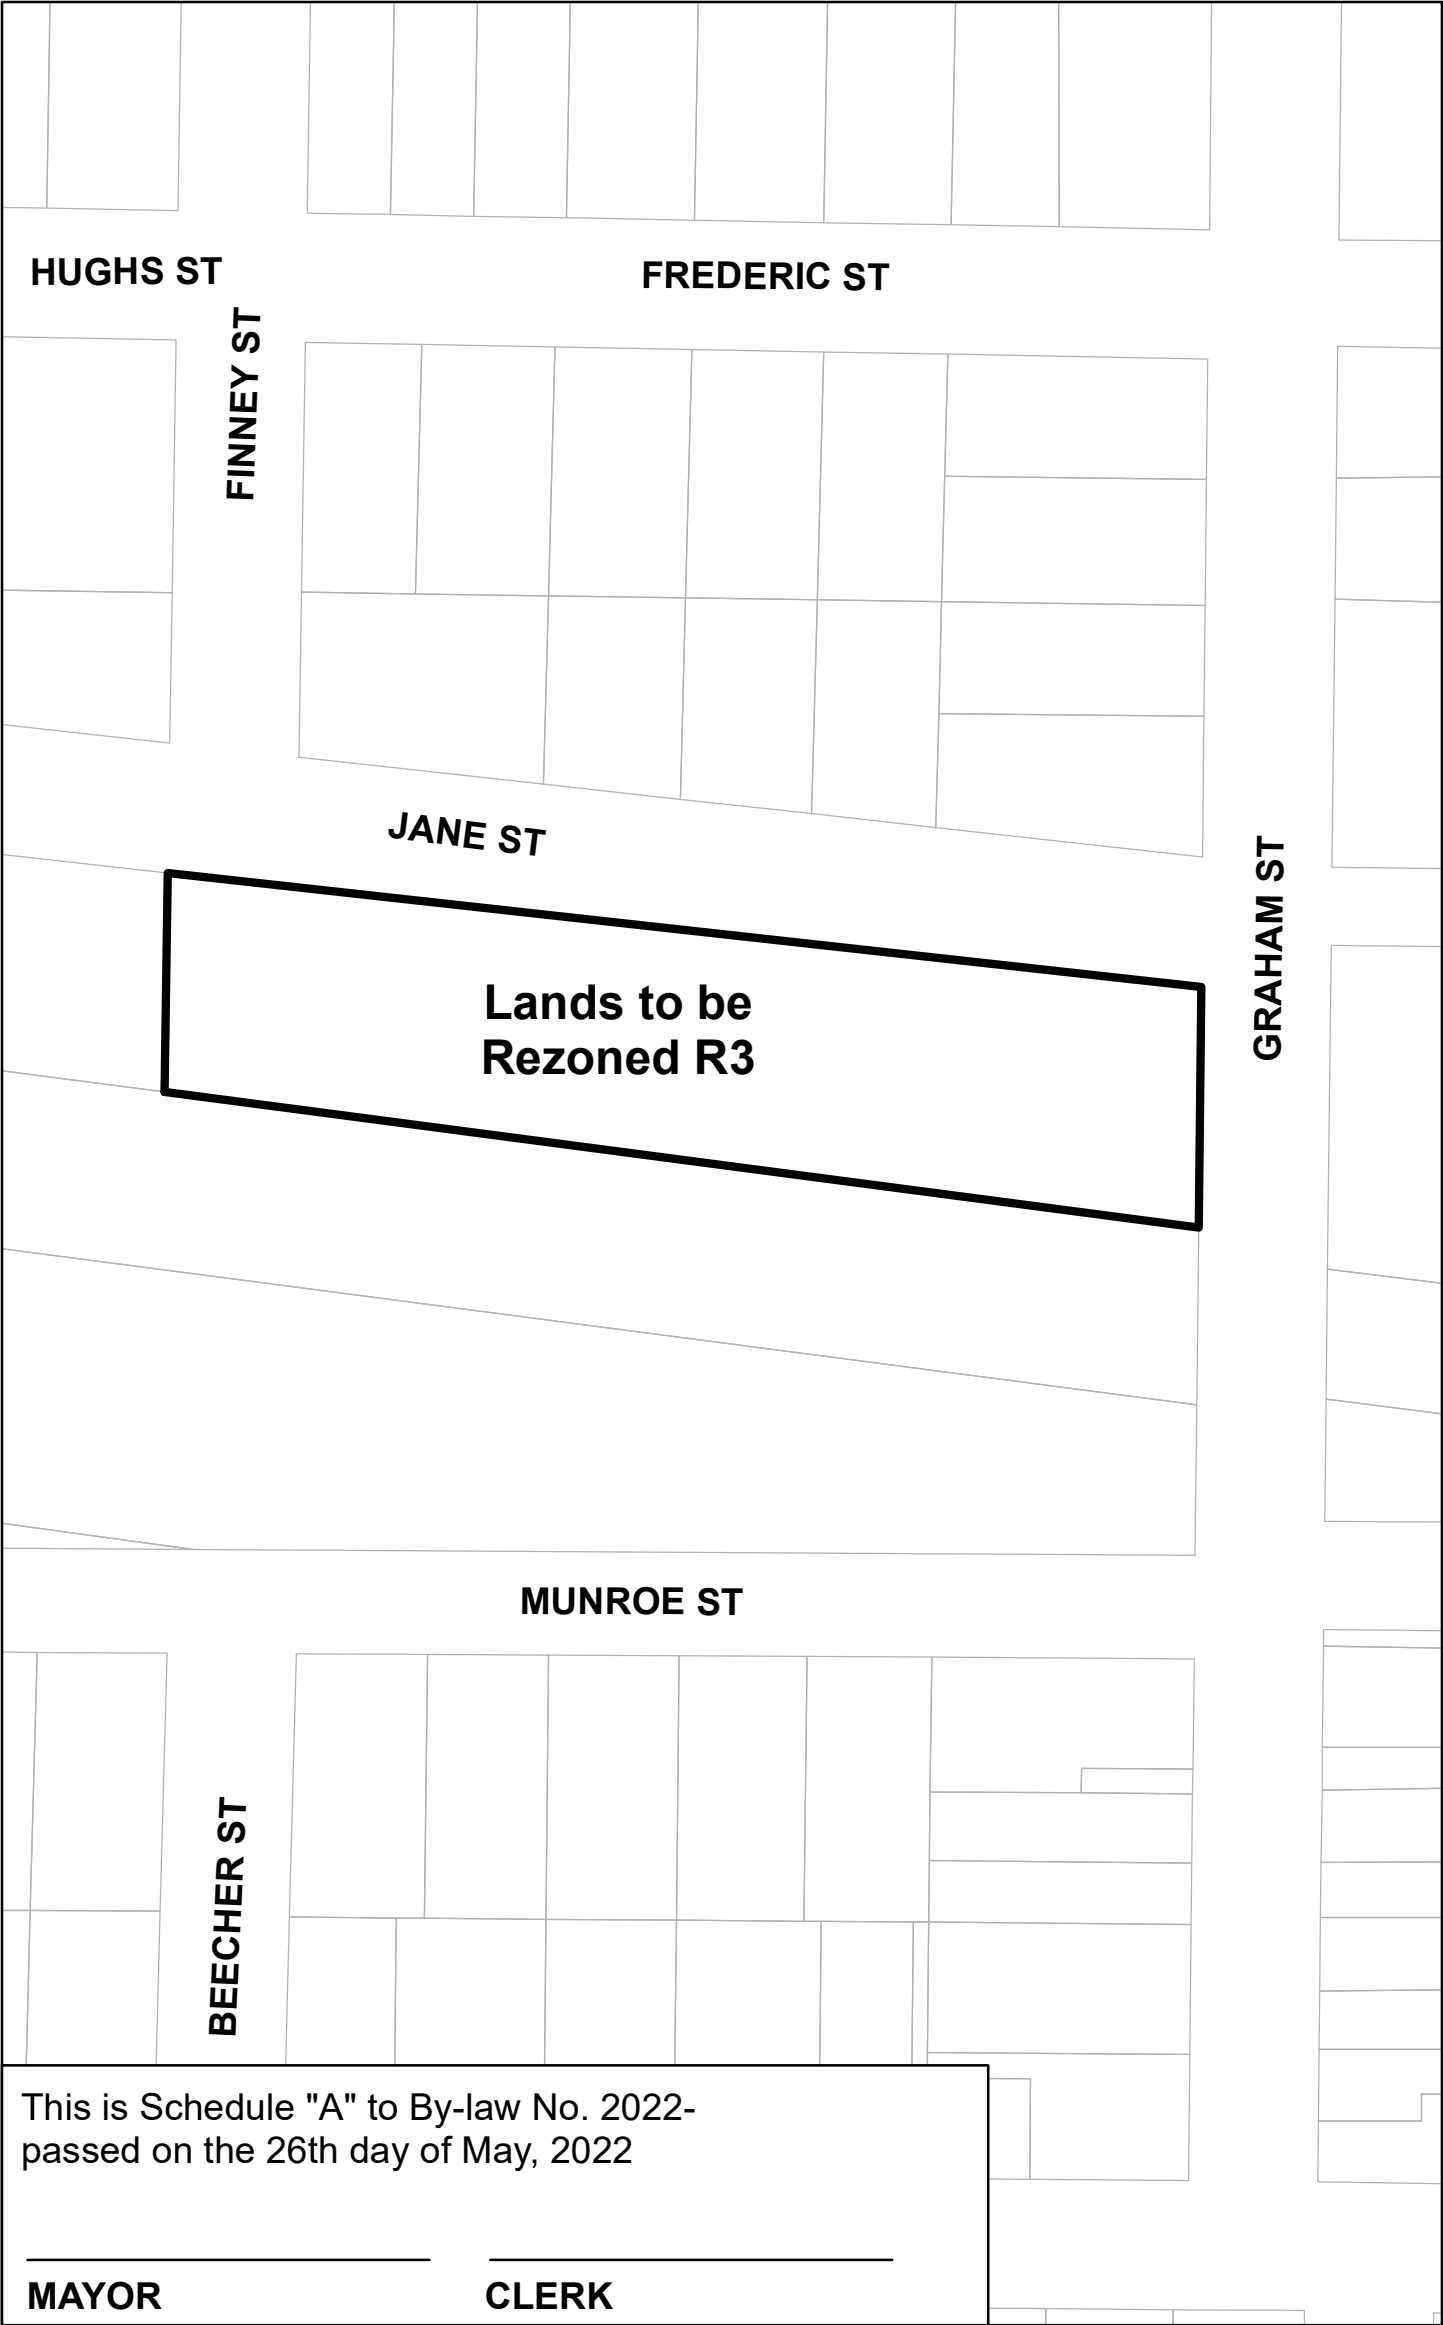 HUGHS ST
FREDERIC ST
FINNEY ST
JANE ST
GRAHAM ST
Lands to be
Rezoned R3
MUNROE ST
BEECHER ST
This is Schedule "A" to By-law No. 2022-
passed on the 26th day of May, 2022
MAYOR
CLERK